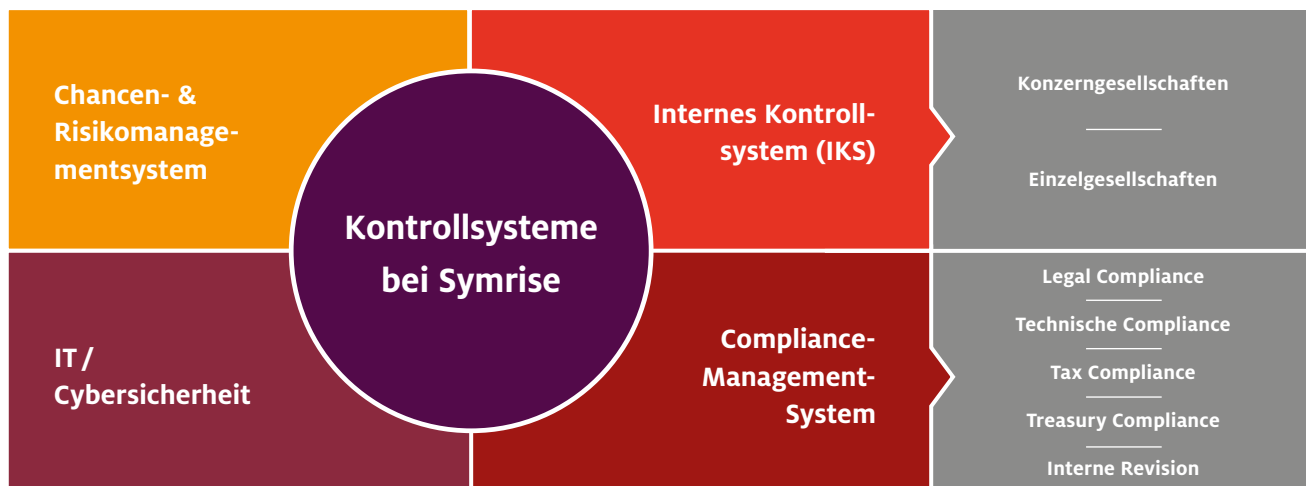 Chancen- &
Risikomanage-
mentsystem
Internes Kontroll-
system (IKS)
Konzerngesellschaften
Einzelgesellschaften
Kontrollsysteme
bei Symrise
IT /
Cybersicherheit
Compliance-
Management-
System
Legal Compliance
Technische Compliance
Tax Compliance
Treasury Compliance
Interne Revision